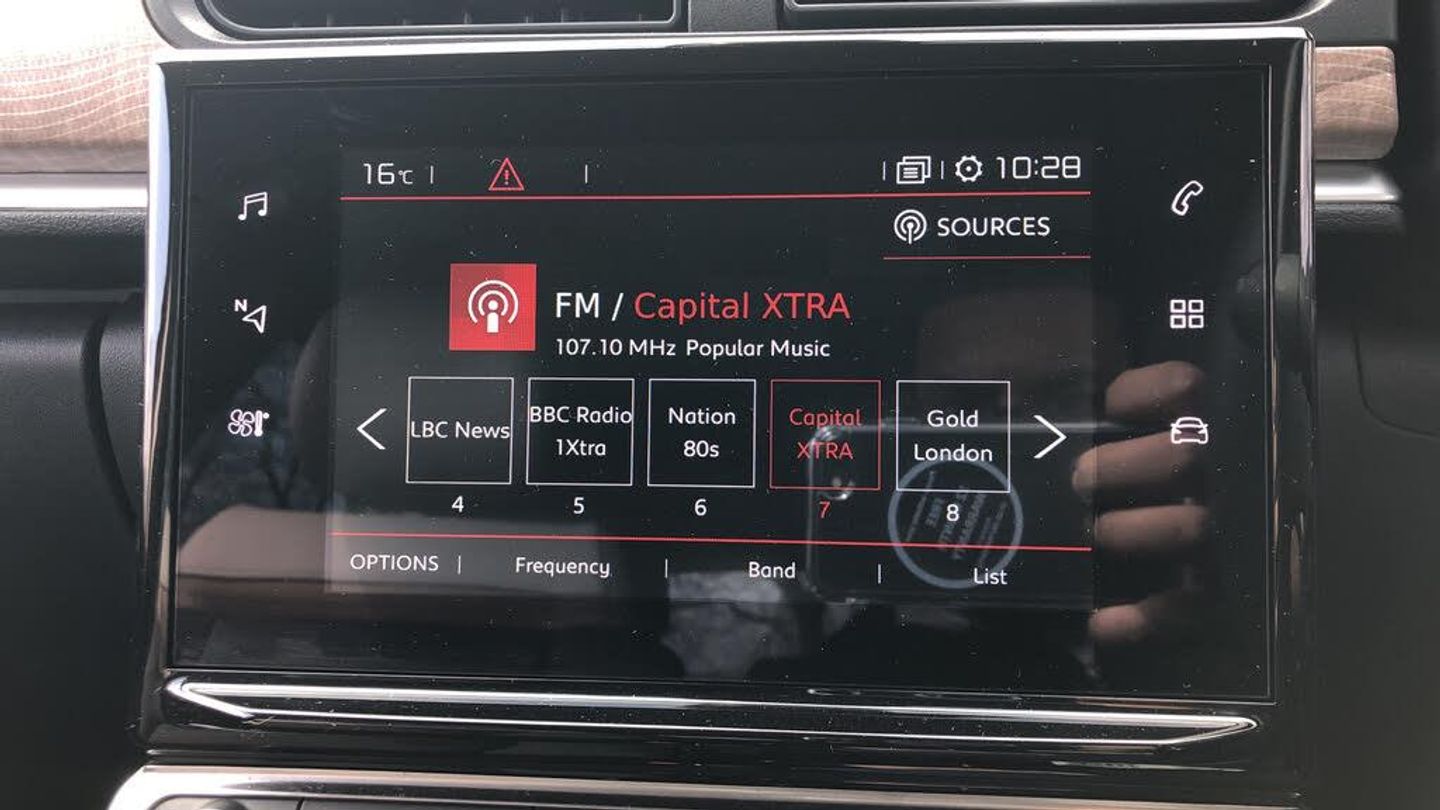 16°C
10:28
SOURCES
N
FM / Capital XTRA
107.10 MHz Popular Music
LBC News
BBC Radio
1Xtra
Nation
80s
Capital
XTRA
Gold
London
4 5 6 7 8
OPTIONS | Frequency | Band | List